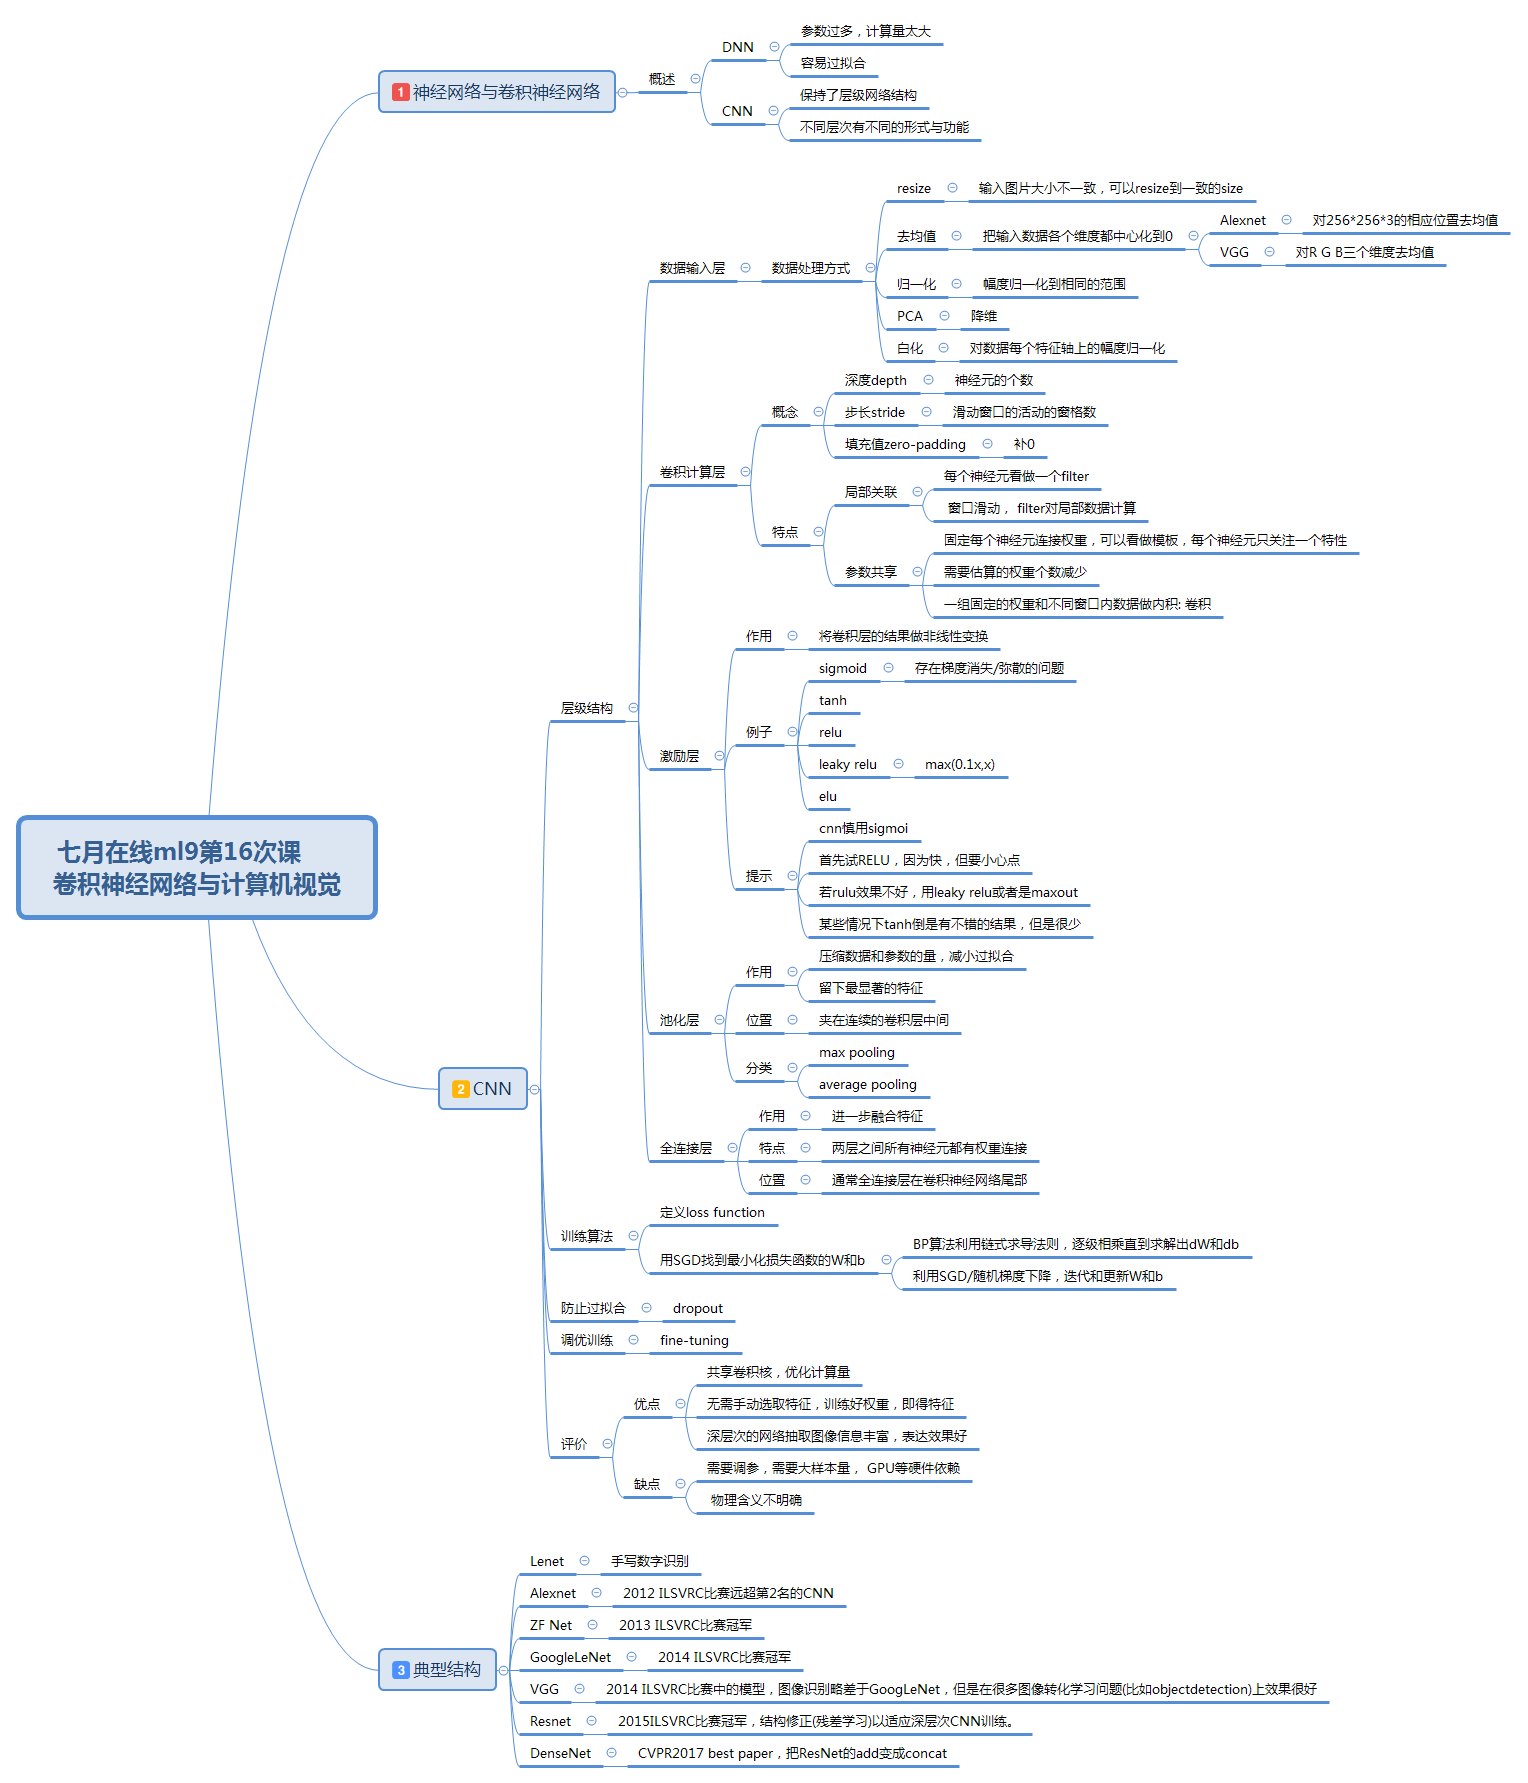 七月在线ml9第16次课
卷积神经网络与计算机视觉
1 神经网络与卷积神经网络
概述
DNN
参数过多，计算量太大
容易过拟合
CNN
保持了层级网络结构
不同层次有不同的形式与功能
2 CNN
层级结构
数据输入层
数据处理方式
resize
输入图片大小不一致，可以resize到一致的size
去均值
把输入数据各个维度都中心化到0
Alexnet
对256*256*3的相应位置去均值
VGG
对R G B三个维度去均值
归一化
幅度归一化到相同的范围
PCA
降维
白化
对数据每个特征轴上的幅度归一化
卷积计算层
概念
深度depth
神经元的个数
步长stride
滑动窗口的活动的窗格数
填充值zero-padding
补0
特点
局部关联
每个神经元看做一个filter
窗口滑动， filter对局部数据计算
参数共享
固定每个神经元连接权重，可以看做模板，每个神经元只关注一个特性
需要估算的权重个数减少
一组固定的权重和不同窗口内数据做内积: 卷积
激励层
作用
将卷积层的结果做非线性变换
例子
sigmoid
存在梯度消失/弥散的问题
tanh
relu
leaky relu
max(0.1x,x)
elu
提示
cnn慎用sigmoi
首先试RELU，因为快，但要小心点
若rulu效果不好，用leaky relu或者是maxout
某些情况下tanh倒是有不错的结果，但是很少
池化层
作用
压缩数据和参数的量，减小过拟合
留下最显著的特征
位置
夹在连续的卷积层中间
分类
max pooling
average pooling
全连接层
作用
进一步融合特征
特点
两层之间所有神经元都有权重连接
位置
通常全连接层在卷积神经网络尾部
训练算法
定义loss function
用SGD找到最小化损失函数的W和b
BP算法利用链式求导法则，逐级相乘直到求解出dW和db
利用SGD/随机梯度下降，迭代和更新W和b
防止过拟合
dropout
调优训练
fine-tuning
评价
优点
共享卷积核，优化计算量
无需手动选取特征，训练好权重，即得特征
深层次的网络抽取图像信息丰富，表达效果好
缺点
需要调参，需要大样本量， GPU等硬件依赖
物理含义不明确
3 典型结构
Lenet
手写数字识别
Alexnet
2012 ILSVRC比赛远超第2名的CNN
ZF Net
2013 ILSVRC比赛冠军
GoogleLeNet
2014 ILSVRC比赛冠军
VGG
2014 ILSVRC比赛中的模型，图像识别略差于GoogLeNet，但是在很多图像转化学习问题(比如objectdetection)上效果很好
Resnet
2015ILSVRC比赛冠军，结构修正(残差学习)以适应深层次CNN训练。
DenseNet
CVPR2017 best paper，把ResNet的add变成concat